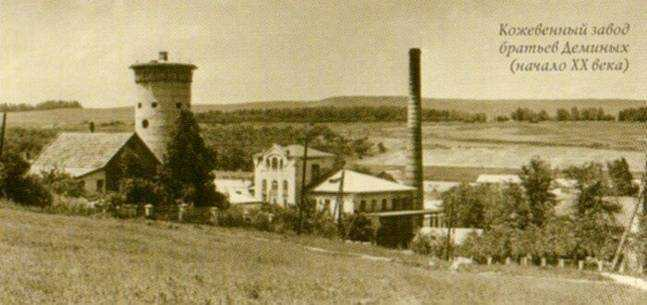 Кожевенный завод
братьев Деминых
(начало XX века)